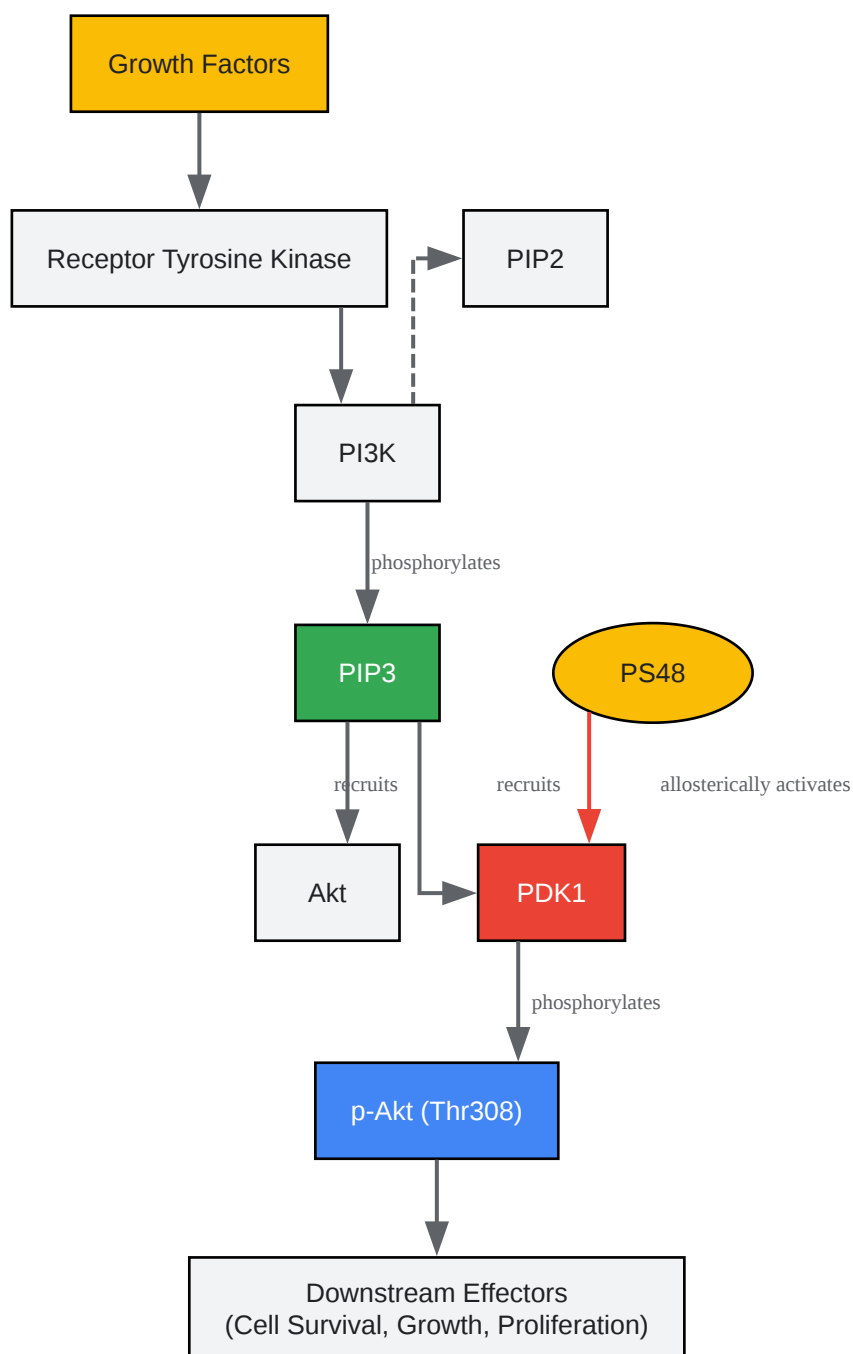 Growth Factors
Receptor Tyrosine Kinase
PIP2
PI3K
phosphorylates
PIP3
PS48
recruits
recruits
allosterically activates
Akt
PDK1
phosphorylates
p-Akt (Thr308)
Downstream Effectors
(Cell Survival, Growth, Proliferation)